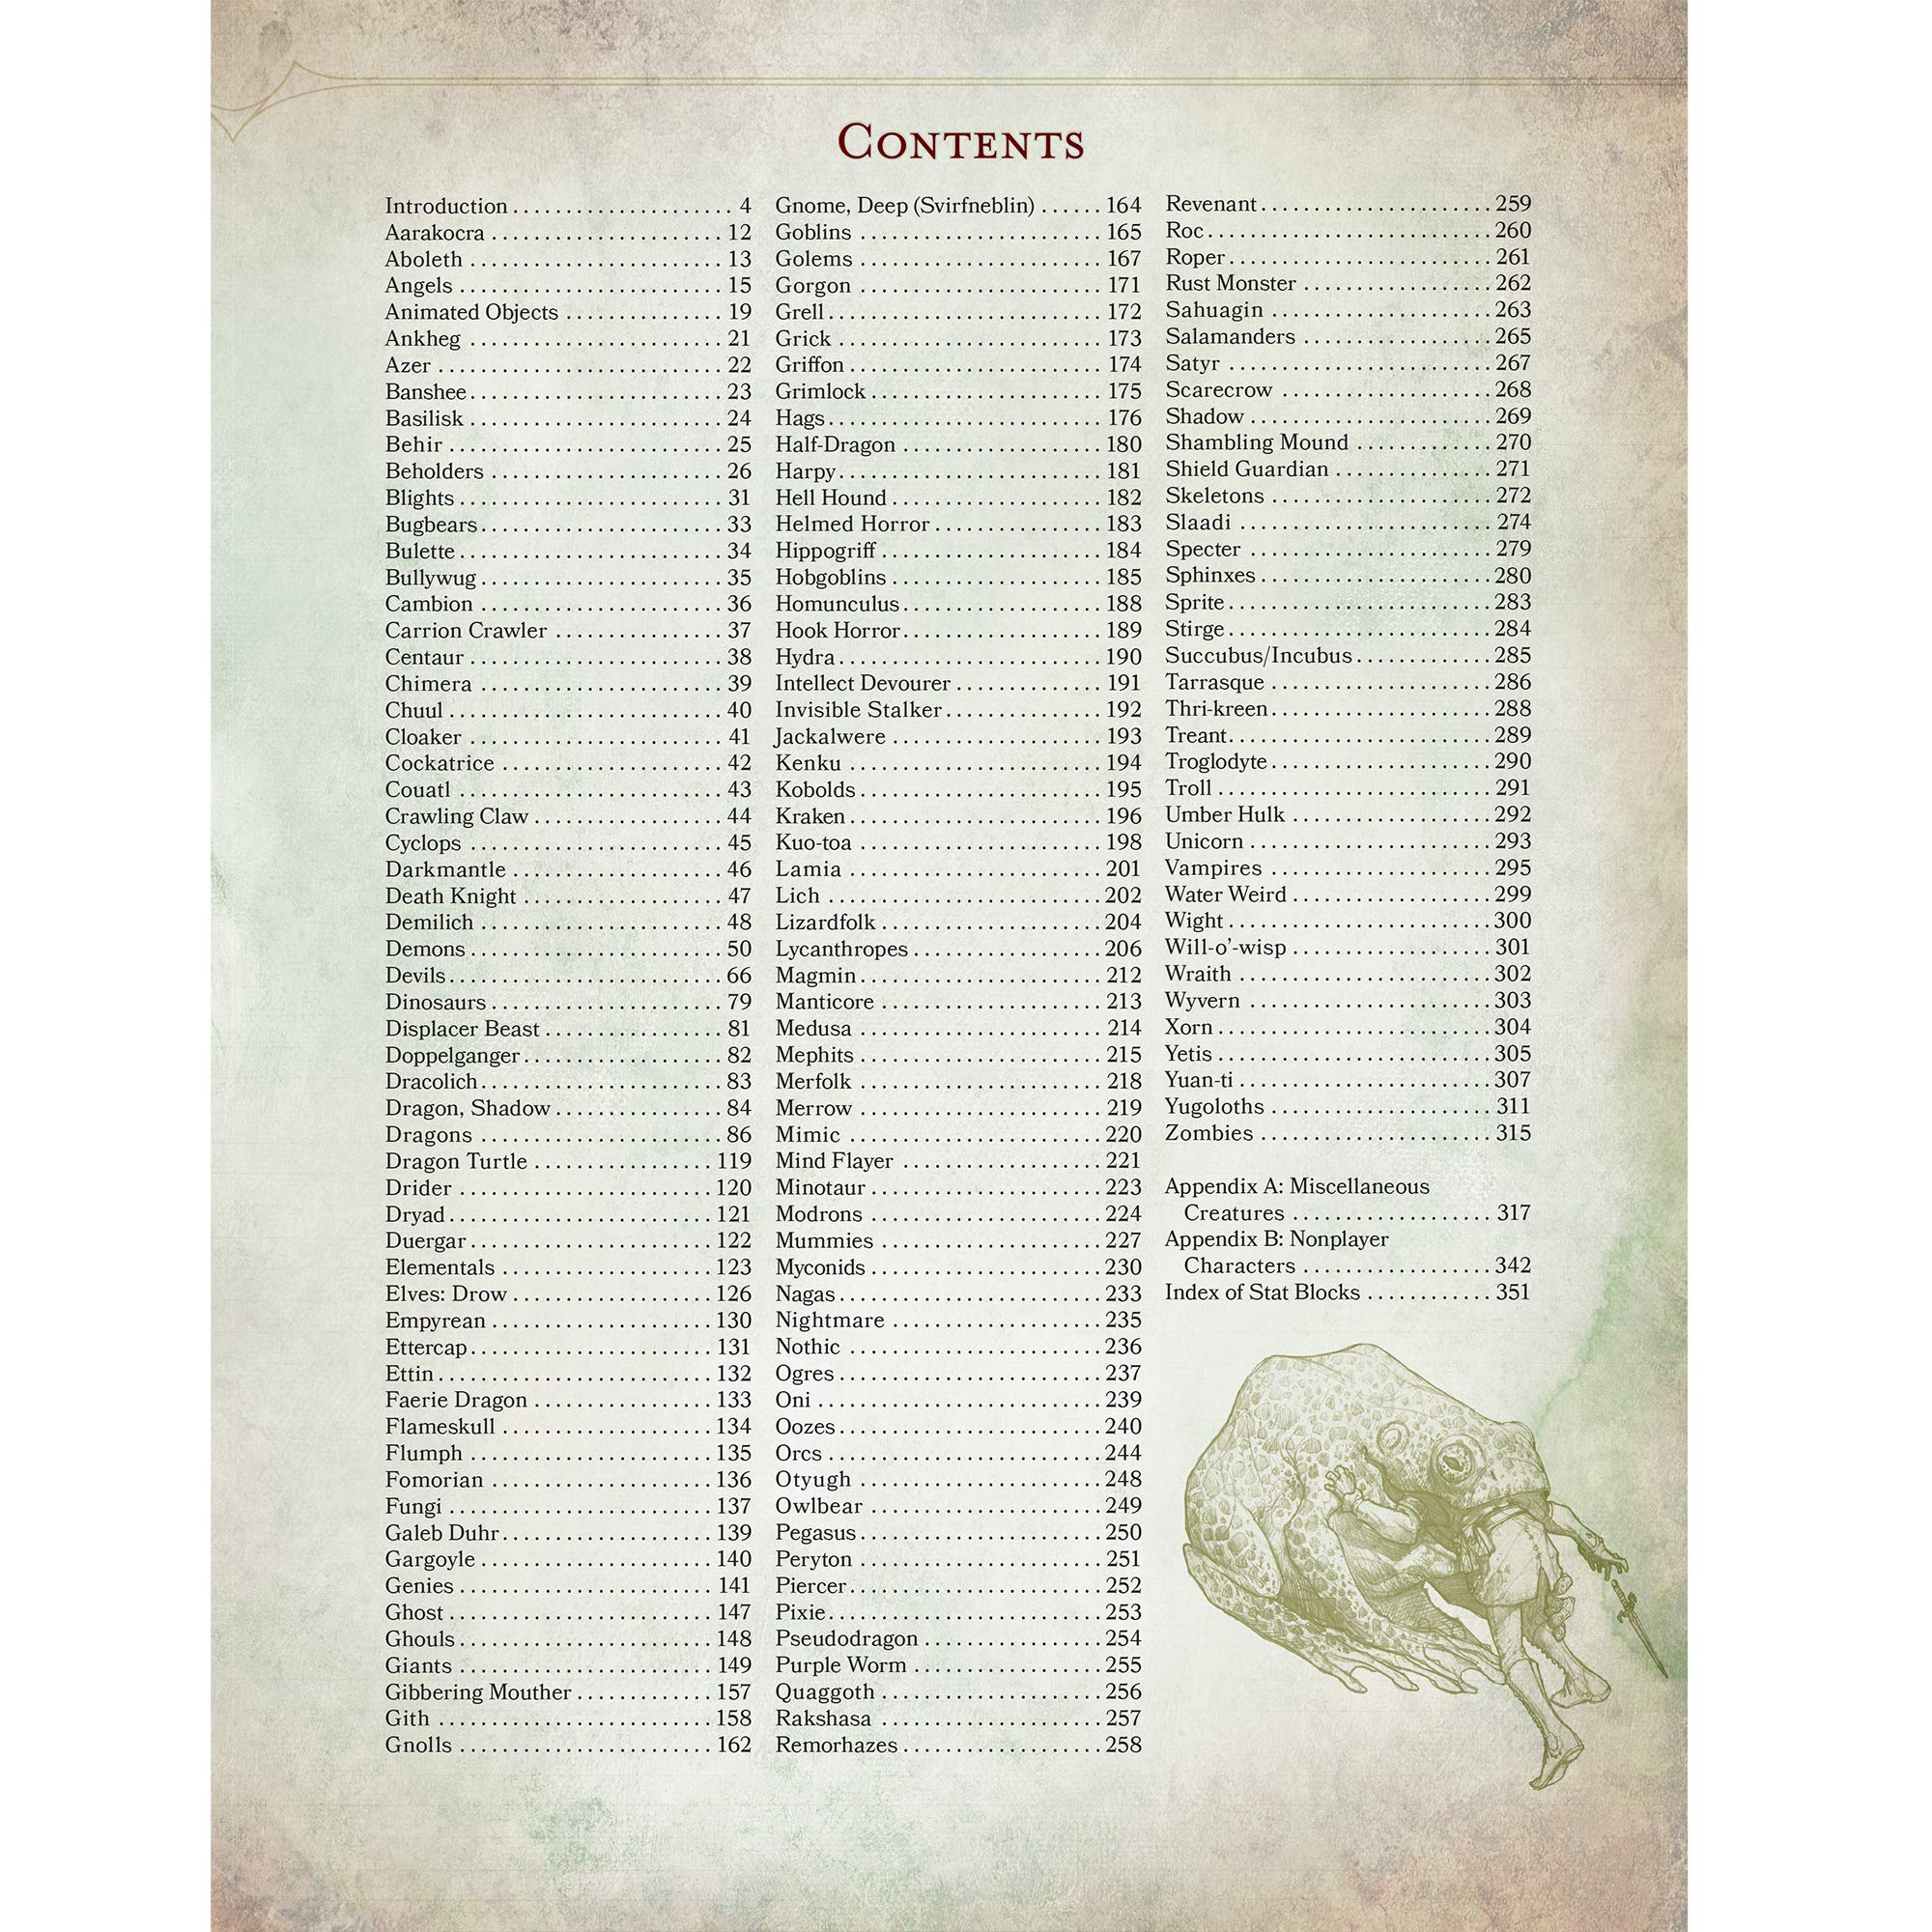 Contents
Introduction . . . . . . . . . . . . . . . . . . . . . 4
Aarakocra . . . . . . . . . . . . . . . . . . . . . . 12
Aboleth . . . . . . . . . . . . . . . . . . . . . . . . 13
Angels . . . . . . . . . . . . . . . . . . . . . . . . . 15
Animated Objects . . . . . . . . . . . . . . . 19
Ankheg . . . . . . . . . . . . . . . . . . . . . . . . 21
Azer . . . . . . . . . . . . . . . . . . . . . . . . . . . 22
Banshee . . . . . . . . . . . . . . . . . . . . . . . . 23
Basilisk . . . . . . . . . . . . . . . . . . . . . . . . 24
Behir . . . . . . . . . . . . . . . . . . . . . . . . . . 25
Beholders . . . . . . . . . . . . . . . . . . . . . . 26
Blights . . . . . . . . . . . . . . . . . . . . . . . . . 31
Bugbears . . . . . . . . . . . . . . . . . . . . . . . 33
Bulette . . . . . . . . . . . . . . . . . . . . . . . . . 34
Bullywug . . . . . . . . . . . . . . . . . . . . . . . 35
Cambion . . . . . . . . . . . . . . . . . . . . . . . 36
Carrion Crawler . . . . . . . . . . . . . . . . 37
Centaur . . . . . . . . . . . . . . . . . . . . . . . . 38
Chimera . . . . . . . . . . . . . . . . . . . . . . . 39
Chuul . . . . . . . . . . . . . . . . . . . . . . . . . . 40
Cloaker . . . . . . . . . . . . . . . . . . . . . . . . 41
Cockatrice . . . . . . . . . . . . . . . . . . . . . 42
Couatl . . . . . . . . . . . . . . . . . . . . . . . . . 43
Crawling Claw . . . . . . . . . . . . . . . . . . 44
Cyclops . . . . . . . . . . . . . . . . . . . . . . . . 45
Darkmantle . . . . . . . . . . . . . . . . . . . . 46
Death Knight . . . . . . . . . . . . . . . . . . . 47
Demilich . . . . . . . . . . . . . . . . . . . . . . . 48
Demons . . . . . . . . . . . . . . . . . . . . . . . . 50
Devils . . . . . . . . . . . . . . . . . . . . . . . . . . 66
Dinosaurs . . . . . . . . . . . . . . . . . . . . . . 79
Displacer Beast . . . . . . . . . . . . . . . . . 81
Doppelganger . . . . . . . . . . . . . . . . . . . 82
Dracolich . . . . . . . . . . . . . . . . . . . . . . . 83
Dragon, Shadow . . . . . . . . . . . . . . . . 84
Dragons . . . . . . . . . . . . . . . . . . . . . . . 86
Dragon Turtle . . . . . . . . . . . . . . . . . 119
Drider . . . . . . . . . . . . . . . . . . . . . . . . 120
Dryad . . . . . . . . . . . . . . . . . . . . . . . . . 121
Duergar . . . . . . . . . . . . . . . . . . . . . . . 122
Elementals . . . . . . . . . . . . . . . . . . . . 123
Elves: Drow . . . . . . . . . . . . . . . . . . . 126
Empyrean . . . . . . . . . . . . . . . . . . . . . 130
Ettercap . . . . . . . . . . . . . . . . . . . . . . . 131
Ettin . . . . . . . . . . . . . . . . . . . . . . . . . . 132
Faerie Dragon . . . . . . . . . . . . . . . . . 133
Flameskull . . . . . . . . . . . . . . . . . . . . 134
Flumph . . . . . . . . . . . . . . . . . . . . . . . 135
Fomorian . . . . . . . . . . . . . . . . . . . . . 136
Fungi . . . . . . . . . . . . . . . . . . . . . . . . . 137
Galeb Duhr . . . . . . . . . . . . . . . . . . . . 139
Gargoyle . . . . . . . . . . . . . . . . . . . . . . 140
Genies . . . . . . . . . . . . . . . . . . . . . . . . 141
Ghost . . . . . . . . . . . . . . . . . . . . . . . . . 147
Ghouls . . . . . . . . . . . . . . . . . . . . . . . . 148
Giants . . . . . . . . . . . . . . . . . . . . . . . . 149
Gibbering Mouther . . . . . . . . . . . . . 157
Gith . . . . . . . . . . . . . . . . . . . . . . . . . . 158
Gnolls . . . . . . . . . . . . . . . . . . . . . . . . 162
Gnome, Deep (Svirfneblin) . . . . . . 164
Goblins . . . . . . . . . . . . . . . . . . . . . . . 165
Golems . . . . . . . . . . . . . . . . . . . . . . . 167
Gorgon . . . . . . . . . . . . . . . . . . . . . . . 171
Grell . . . . . . . . . . . . . . . . . . . . . . . . . . 172
Grick . . . . . . . . . . . . . . . . . . . . . . . . . 173
Griffon . . . . . . . . . . . . . . . . . . . . . . . . 174
Grimlock . . . . . . . . . . . . . . . . . . . . . . 175
Hags . . . . . . . . . . . . . . . . . . . . . . . . . . 176
Half-Dragon . . . . . . . . . . . . . . . . . . . 180
Harpy . . . . . . . . . . . . . . . . . . . . . . . . . 181
Hell Hound . . . . . . . . . . . . . . . . . . . . 182
Helmed Horror . . . . . . . . . . . . . . . . 183
Hippogriff . . . . . . . . . . . . . . . . . . . . . 184
Hobgoblins . . . . . . . . . . . . . . . . . . . . 185
Homunculus . . . . . . . . . . . . . . . . . . . 188
Hook Horror . . . . . . . . . . . . . . . . . . . 189
Hydra . . . . . . . . . . . . . . . . . . . . . . . . . 190
Intellect Devourer . . . . . . . . . . . . . . 191
Invisible Stalker . . . . . . . . . . . . . . . 192
Jackalwere . . . . . . . . . . . . . . . . . . . . 193
Kenku . . . . . . . . . . . . . . . . . . . . . . . . 194
Kobolds . . . . . . . . . . . . . . . . . . . . . . . 195
Kraken . . . . . . . . . . . . . . . . . . . . . . . . 196
Kuo-toa . . . . . . . . . . . . . . . . . . . . . . . 198
Lamia . . . . . . . . . . . . . . . . . . . . . . . . 201
Lich . . . . . . . . . . . . . . . . . . . . . . . . . . 202
Lizardfolk . . . . . . . . . . . . . . . . . . . . . 204
Lycanthropes . . . . . . . . . . . . . . . . . . 206
Magmin . . . . . . . . . . . . . . . . . . . . . . . 212
Manticore . . . . . . . . . . . . . . . . . . . . . 213
Medusa . . . . . . . . . . . . . . . . . . . . . . . 214
Mephits . . . . . . . . . . . . . . . . . . . . . . . 215
Merfolk . . . . . . . . . . . . . . . . . . . . . . . 218
Merrow . . . . . . . . . . . . . . . . . . . . . . . 219
Mimic . . . . . . . . . . . . . . . . . . . . . . . . 220
Mind Flayer . . . . . . . . . . . . . . . . . . . 221
Minotaur . . . . . . . . . . . . . . . . . . . . . . 223
Modrons . . . . . . . . . . . . . . . . . . . . . . 224
Mummies . . . . . . . . . . . . . . . . . . . . . 227
Myconids . . . . . . . . . . . . . . . . . . . . . . 230
Nagas . . . . . . . . . . . . . . . . . . . . . . . . . 233
Nightmare . . . . . . . . . . . . . . . . . . . . 235
Nothic . . . . . . . . . . . . . . . . . . . . . . . . 236
Ogres . . . . . . . . . . . . . . . . . . . . . . . . . 237
Oni . . . . . . . . . . . . . . . . . . . . . . . . . . . 239
Oozes . . . . . . . . . . . . . . . . . . . . . . . . . 240
Orcs . . . . . . . . . . . . . . . . . . . . . . . . . . 244
Otyugh . . . . . . . . . . . . . . . . . . . . . . . 248
Owlbear . . . . . . . . . . . . . . . . . . . . . . 249
Pegasus . . . . . . . . . . . . . . . . . . . . . . . 250
Peryton . . . . . . . . . . . . . . . . . . . . . . . 251
Piercer . . . . . . . . . . . . . . . . . . . . . . . . 252
Pixie . . . . . . . . . . . . . . . . . . . . . . . . . . 253
Pseudodragon . . . . . . . . . . . . . . . . . 254
Purple Worm . . . . . . . . . . . . . . . . . . 255
Quaggoth . . . . . . . . . . . . . . . . . . . . . 256
Rakshasa . . . . . . . . . . . . . . . . . . . . . 257
Remorhazes . . . . . . . . . . . . . . . . . . . 258
Revenant . . . . . . . . . . . . . . . . . . . . . . 259
Roc . . . . . . . . . . . . . . . . . . . . . . . . . . . 260
Roper . . . . . . . . . . . . . . . . . . . . . . . . . 261
Rust Monster . . . . . . . . . . . . . . . . . . 262
Sahuagin . . . . . . . . . . . . . . . . . . . . . 263
Salamanders . . . . . . . . . . . . . . . . . . 265
Satyr . . . . . . . . . . . . . . . . . . . . . . . . . 267
Scarecrow . . . . . . . . . . . . . . . . . . . . 268
Shadow . . . . . . . . . . . . . . . . . . . . . . . 269
Shambling Mound . . . . . . . . . . . . . 270
Shield Guardian . . . . . . . . . . . . . . . 271
Skeletons . . . . . . . . . . . . . . . . . . . . . 272
Slaadi . . . . . . . . . . . . . . . . . . . . . . . . 274
Specter . . . . . . . . . . . . . . . . . . . . . . . 279
Sphinxes . . . . . . . . . . . . . . . . . . . . . . 280
Sprite . . . . . . . . . . . . . . . . . . . . . . . . . 283
Stirge . . . . . . . . . . . . . . . . . . . . . . . . . 284
Succubus/Incubus . . . . . . . . . . . . . 285
Tarrasque . . . . . . . . . . . . . . . . . . . . . 286
Thri-kreen . . . . . . . . . . . . . . . . . . . . . 288
Treant . . . . . . . . . . . . . . . . . . . . . . . . . 289
Troglodyte . . . . . . . . . . . . . . . . . . . . . 290
Troll . . . . . . . . . . . . . . . . . . . . . . . . . . 291
Umber Hulk . . . . . . . . . . . . . . . . . . . 292
Unicorn . . . . . . . . . . . . . . . . . . . . . . . 293
Vampires . . . . . . . . . . . . . . . . . . . . . . 295
Water Weird . . . . . . . . . . . . . . . . . . . 299
Wight . . . . . . . . . . . . . . . . . . . . . . . . . 300
Will-o’-wisp . . . . . . . . . . . . . . . . . . . 301
Wraith . . . . . . . . . . . . . . . . . . . . . . . . 302
Wyvern . . . . . . . . . . . . . . . . . . . . . . . 303
Xorn . . . . . . . . . . . . . . . . . . . . . . . . . . 304
Yetis . . . . . . . . . . . . . . . . . . . . . . . . . . 305
Yuan-ti . . . . . . . . . . . . . . . . . . . . . . . . 307
Yugoloths . . . . . . . . . . . . . . . . . . . . . 311
Zombies . . . . . . . . . . . . . . . . . . . . . . 315
Appendix A: Miscellaneous
Creatures . . . . . . . . . . . . . . . . . . . 317
Appendix B: Nonplayer
Characters . . . . . . . . . . . . . . . . . . 342
Index of Stat Blocks . . . . . . . . . . . . 351